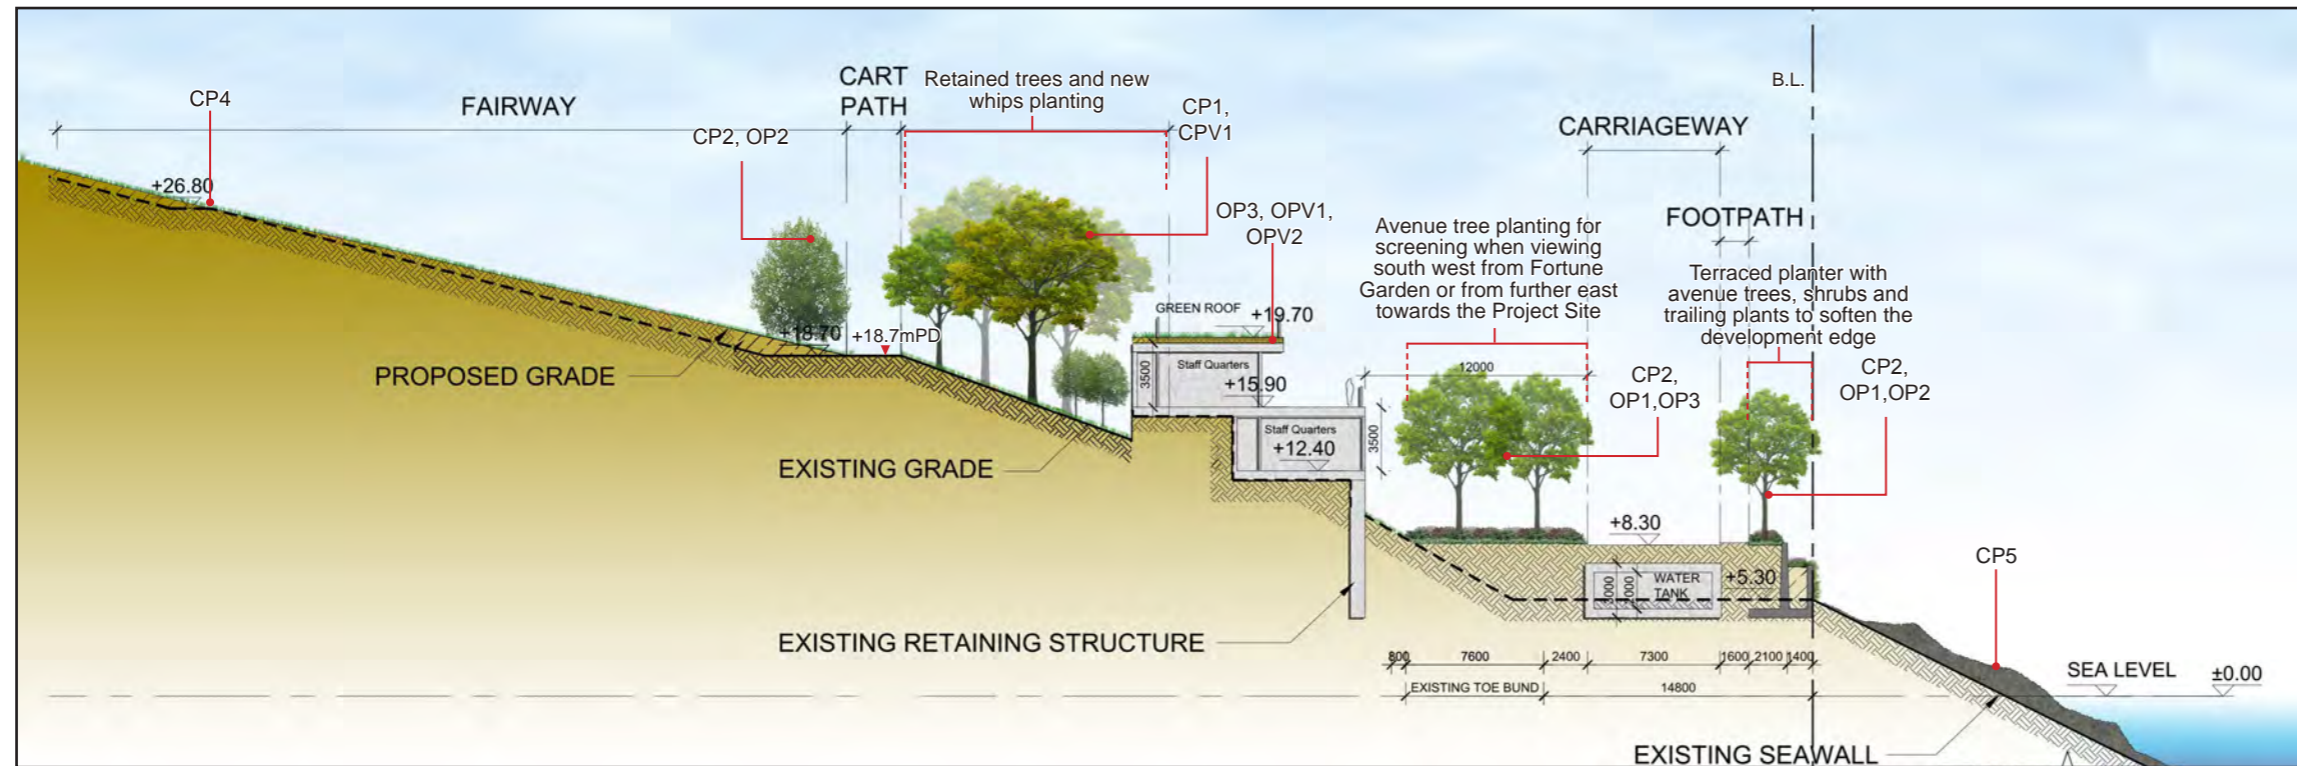 CP4
FAIRWAY
CART
PATH
Retained trees and new
whips planting
CP1,
CPV1
CP2, OP2
B.L.
CARRIAGEWAY
FOOTPATH
+26.80
OP3, OPV1,
OPV2
Avenue tree planting for
screening when viewing
south west from Fortune
Garden or from further east
towards the Project Site
Terraced planter with
avenue trees, shrubs and
trailing plants to soften the
development edge
GREEN ROOF
+19.70
+18.70
+18.7mPD
PROPOSED GRADE
3500
Staff Quarters
+15.90
12000
CP2,
OP1,OP3
CP2,
OP1,OP2
Staff Quarters
+12.40
3500
EXISTING GRADE
+8.30
CP5
3000
WATER
TANK
+5.30
EXISTING RETAINING STRUCTURE
800
7600
2400
7300
1600
2100
1400
EXISTING TOE BUND
14800
SEA LEVEL
±0.00
EXISTING SEAWALL